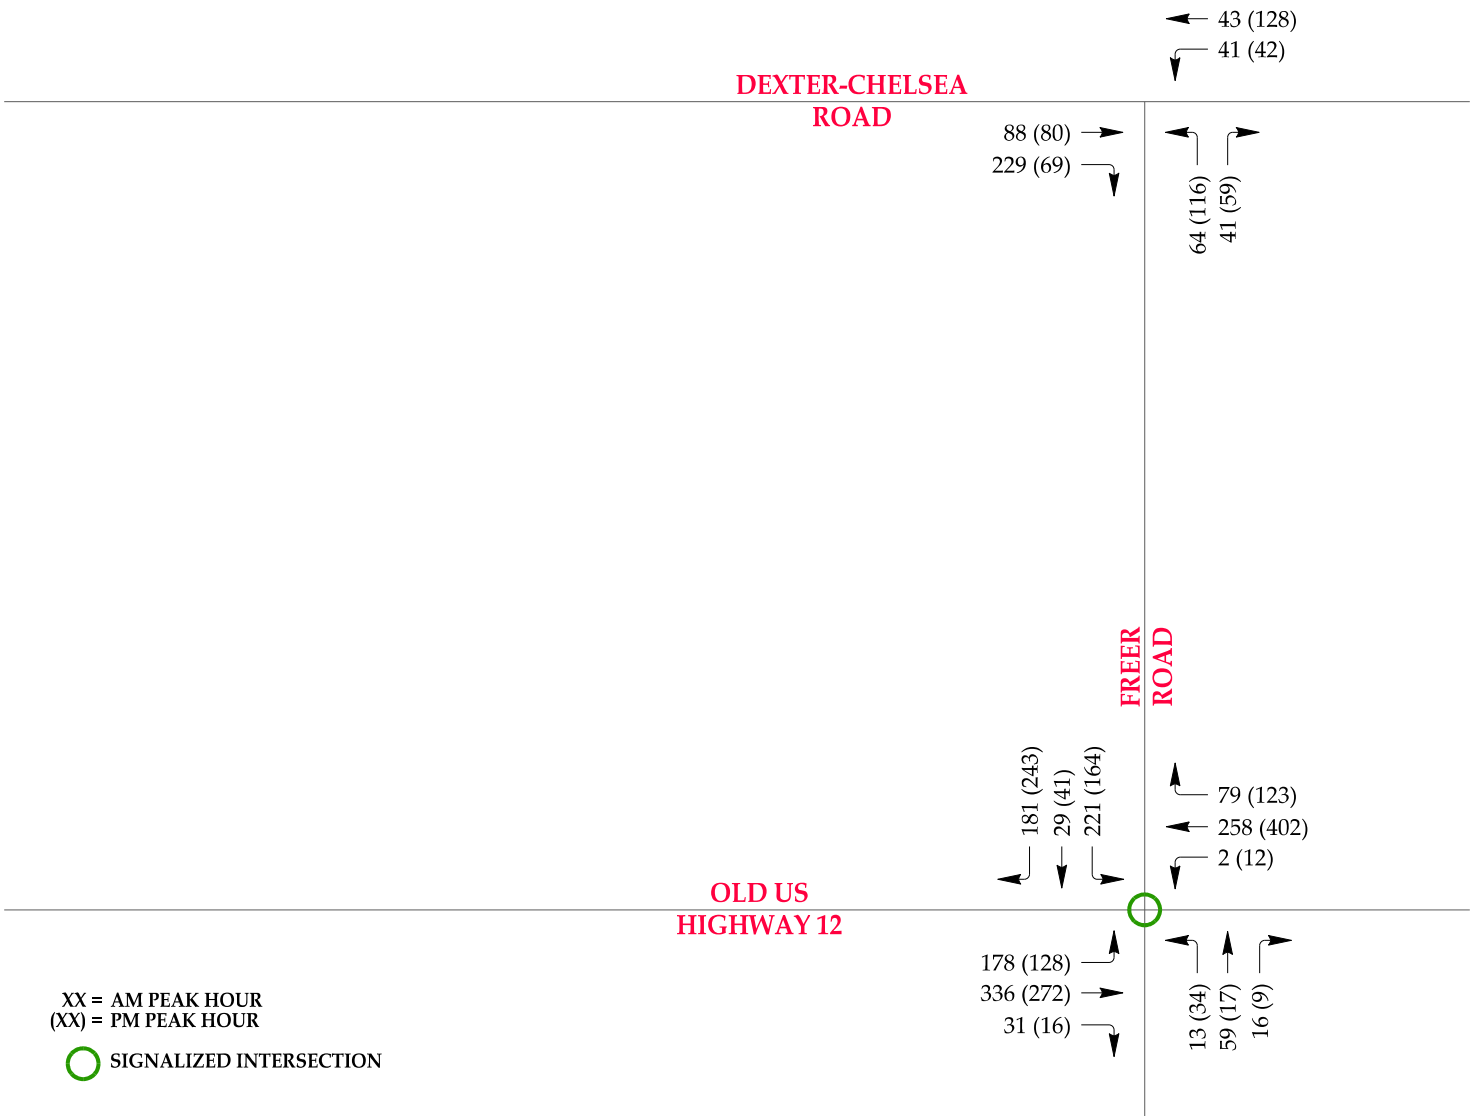 43 (128)
41 (42)
DEXTER-CHELSEA
ROAD
88 (80)
229 (69)
64 (116)
41 (59)
FREER
ROAD
181 (243)
29 (41)
221 (164)
79 (123)
258 (402)
2 (12)
OLD US
HIGHWAY 12
178 (128)
336 (272)
31 (16)
13 (34)
59 (17)
16 (9)
XX = AM PEAK HOUR
(XX) = PM PEAK HOUR
SIGNALIZED INTERSECTION